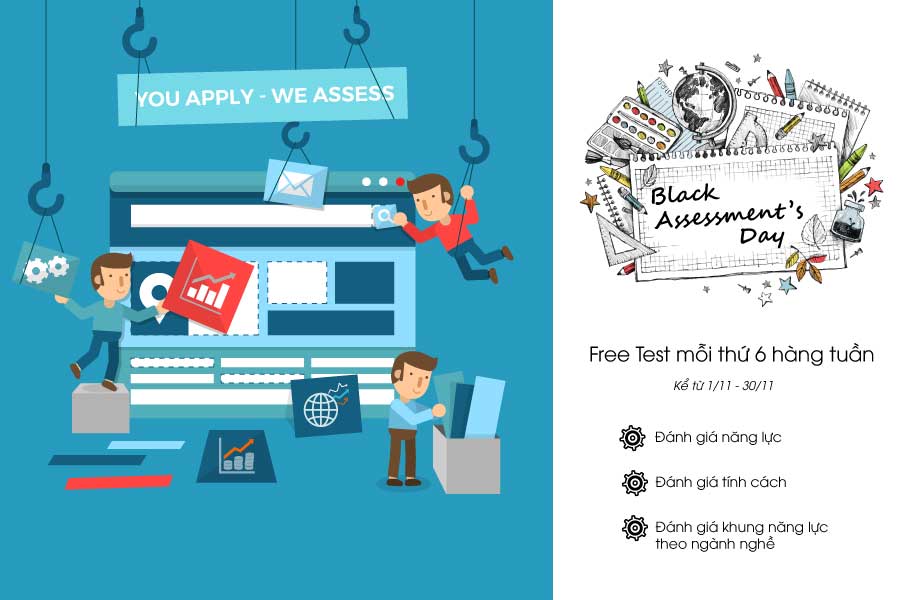 YOU APPLY - WE ASSESS
Black
Assessment's
Day
Free Test mỗi thứ 6 hàng tuần
Kể từ 1/11 - 30/11
Đánh giá năng lực
Đánh giá tính cách
Đánh giá khung năng lực
theo ngành nghề